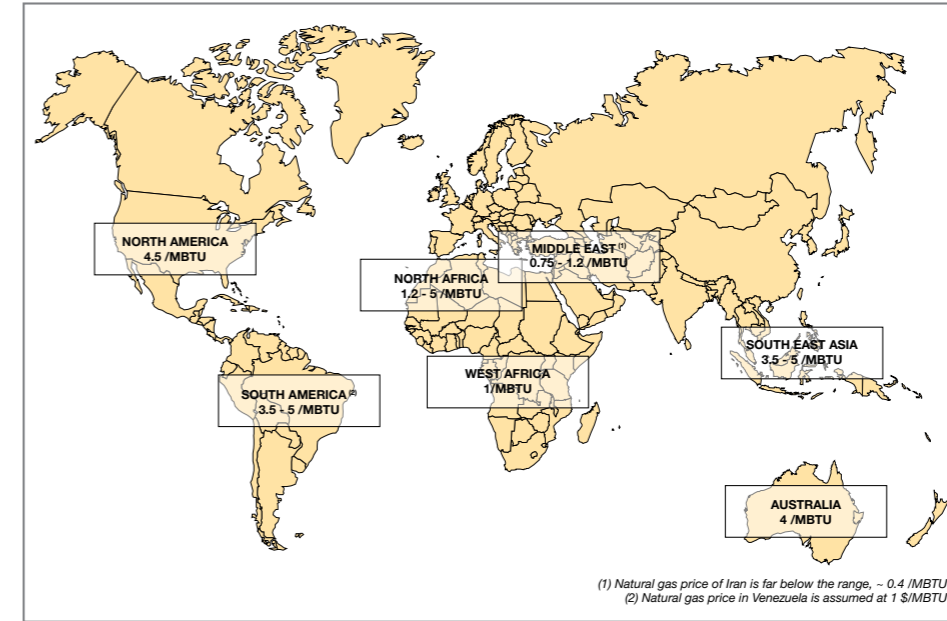 NORTH AMERICA
4.5 /MBTU
MIDDLE EAST (1)
0.75 - 1.2 /MBTU
NORTH AFRICA
1.2 - 5 /MBTU
SOUTH EAST ASIA
3.5 - 5 /MBTU
WEST AFRICA
1/MBTU
SOUTH AMERICA (2)
3.5 - 5 /MBTU
AUSTRALIA
4 /MBTU
(1) Natural gas price of Iran is far below the range, ~ 0.4 /MBTU
(2) Natural gas price in Venezuela is assumed at 1 $/MBTU